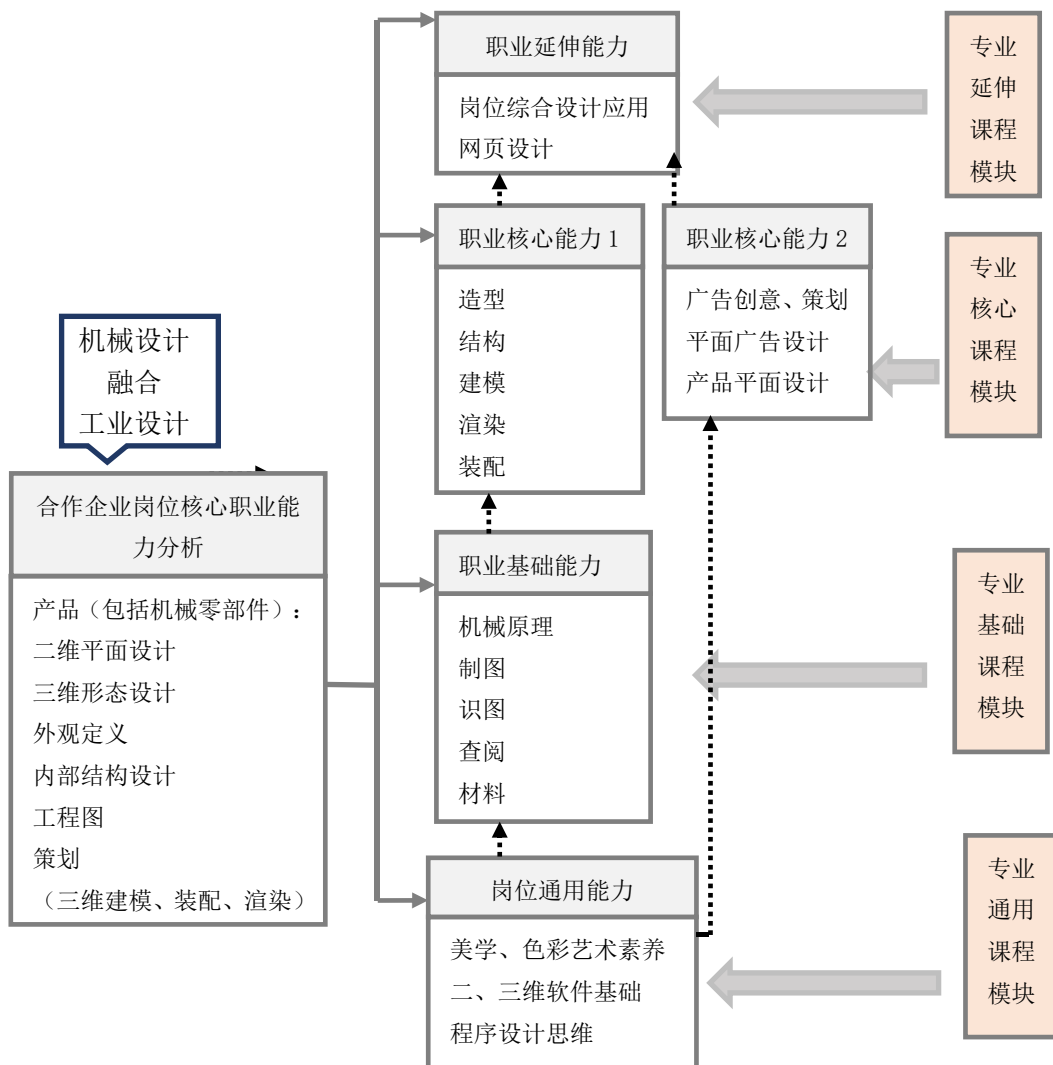 职业延伸能力
岗位综合设计应用
网页设计
专业
延伸
课程
模块
职业核心能力 1
造型
结构
建模
渲染
装配
职业核心能力 2
广告创意、策划
平面广告设计
产品平面设计
专业
核心
课程
模块
机械设计
融合
工业设计
合作企业岗位核心职业能
力分析
产品（包括机械零部件）：
二维平面设计
三维形态设计
外观定义
内部结构设计
工程图
策划
（三维建模、装配、渲染）
职业基础能力
机械原理
制图
识图
查阅
材料
专业
基础
课程
模块
岗位通用能力
美学、色彩艺术素养
二、三维软件基础
程序设计思维
专业
通用
课程
模块